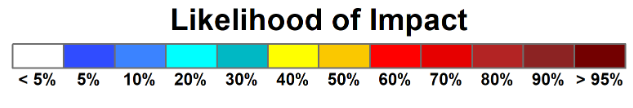 Likelihood of Impact
< 5% 5% 10% 20% 30% 40% 50% 60% 70% 80% 90% > 95%